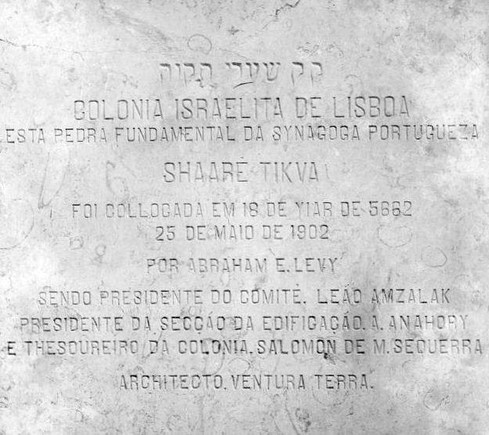 ק ק שערי תקוה
COLONIA ISRAELITA DE LISBOA
ESTA PEDRA FUNDAMENTAL DA SYNAGOGA PORTUGUEZA
SHAARÉ TIKVA
FOI COLLOCADA EM 18 DE YIAR DE 5662
25 DE MAIO DE 1902
POR ABRAHAM E. LEVY
SENDO PRESIDENTE DO COMITÉ, LEÃO AMZALAK
PRESIDENTE DA SECÇÃO DA EDIFICAÇÃO, A. ANAHORY
E THESOUREIRO DA COLONIA, SALOMON DE M. SEQUERRA
ARCHITECTO, VENTURA TERRA.